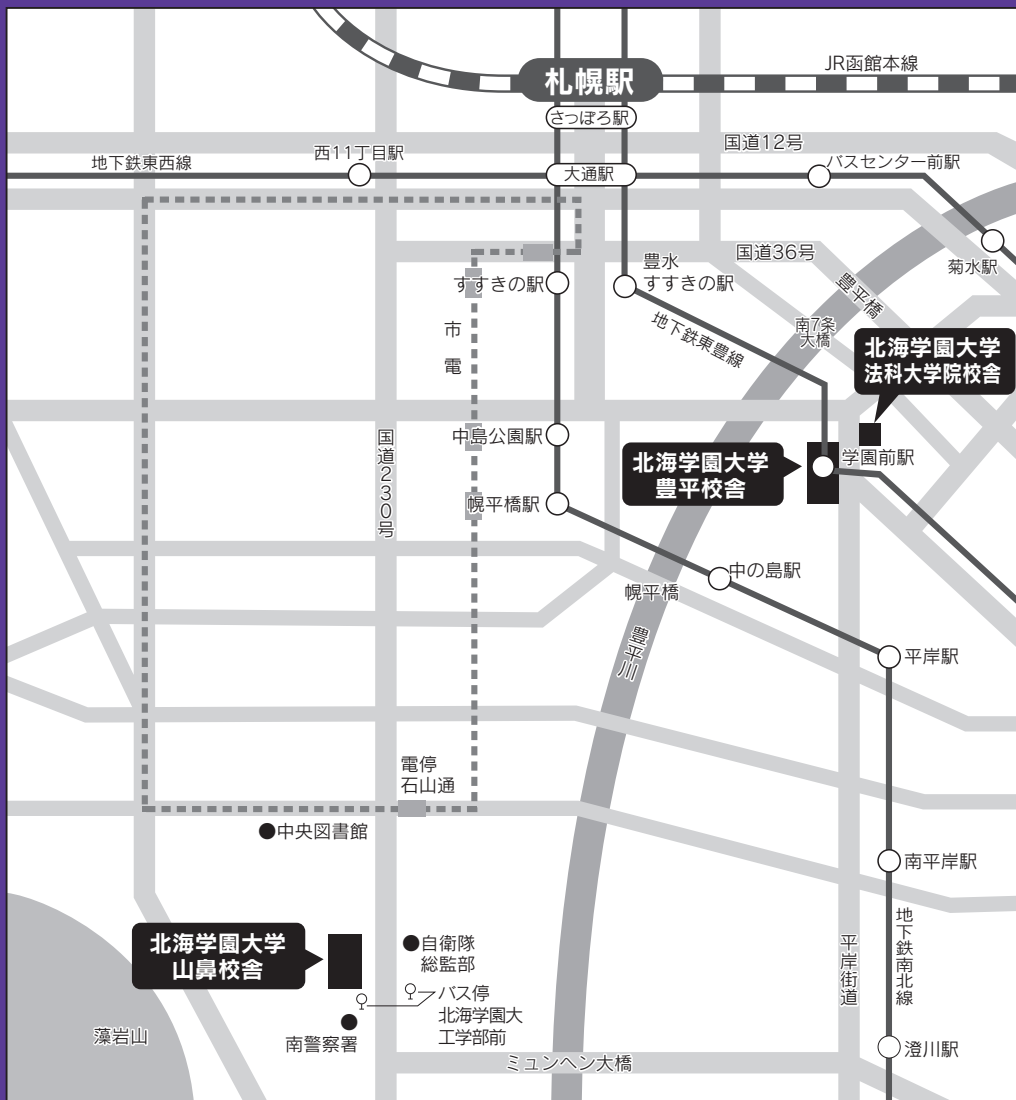 JR函館本線
札幌駅
さっぽろ駅
国道12号
西11丁目駅
地下鉄東西線
大通駅
バスセンター前駅
国道36号
豊水
すすきの駅
菊水駅
すすきの駅
豊平橋
南7条
大橋
地下鉄東豊線
市電
北海学園大学
法科大学院校舎
中島公園駅
国道230号
学園前駅
北海学園大学
豊平校舎
幌平橋駅
中の島駅
幌平橋
豊平川
平岸駅
電停
石山通
中央図書館
南平岸駅
地下鉄南北線
平岸街道
北海学園大学
山鼻校舎
自衛隊
総監部
バス停
北海学園大
工学部前
南警察署
藻岩山
ミュンヘン大橋
澄川駅